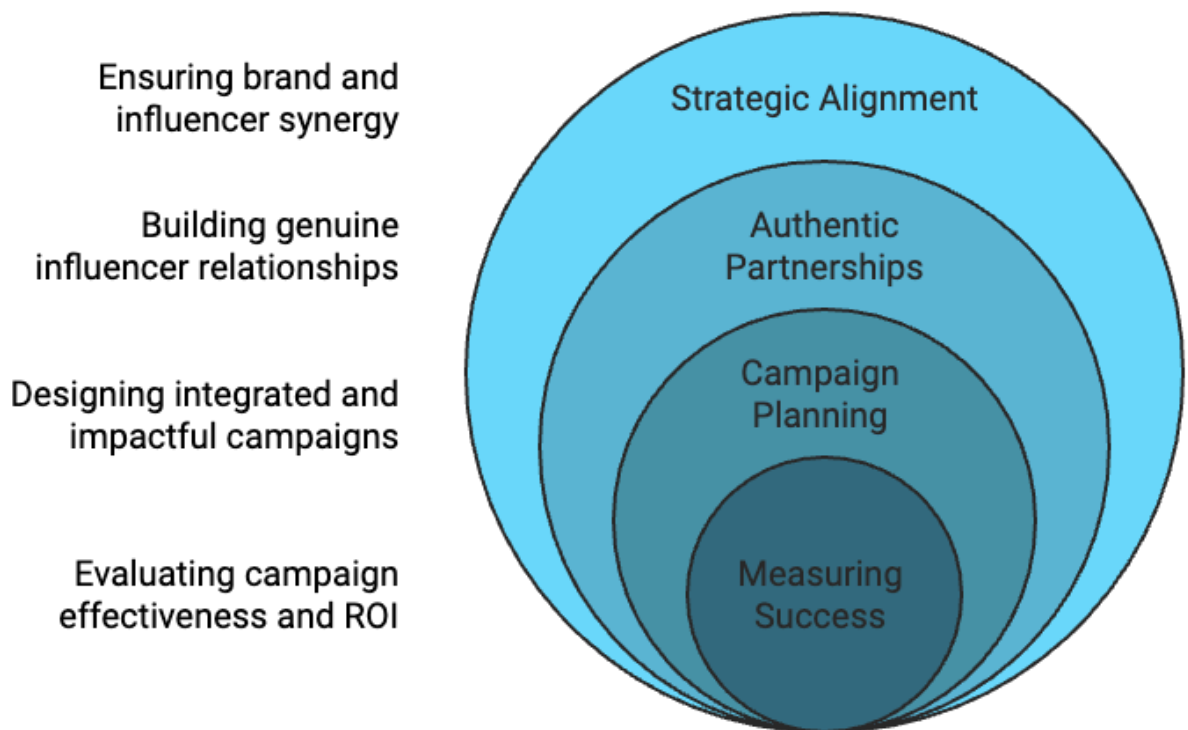 Ensuring brand and
influencer synergy
Strategic Alignment
Building genuine
influencer relationships
Authentic
Partnerships
Designing integrated and
impactful campaigns
Campaign
Planning
Evaluating campaign
effectiveness and ROI
Measuring
Success